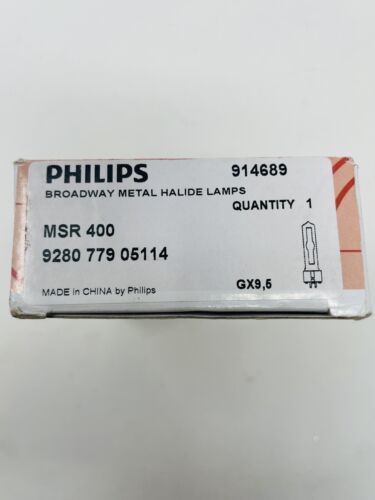 PHILIPS 914689
BROADWAY METAL HALIDE LAMPS
QUANTITY 1
MSR 400
9280 779 05114
MADE in CHINA by Philips GX9,5